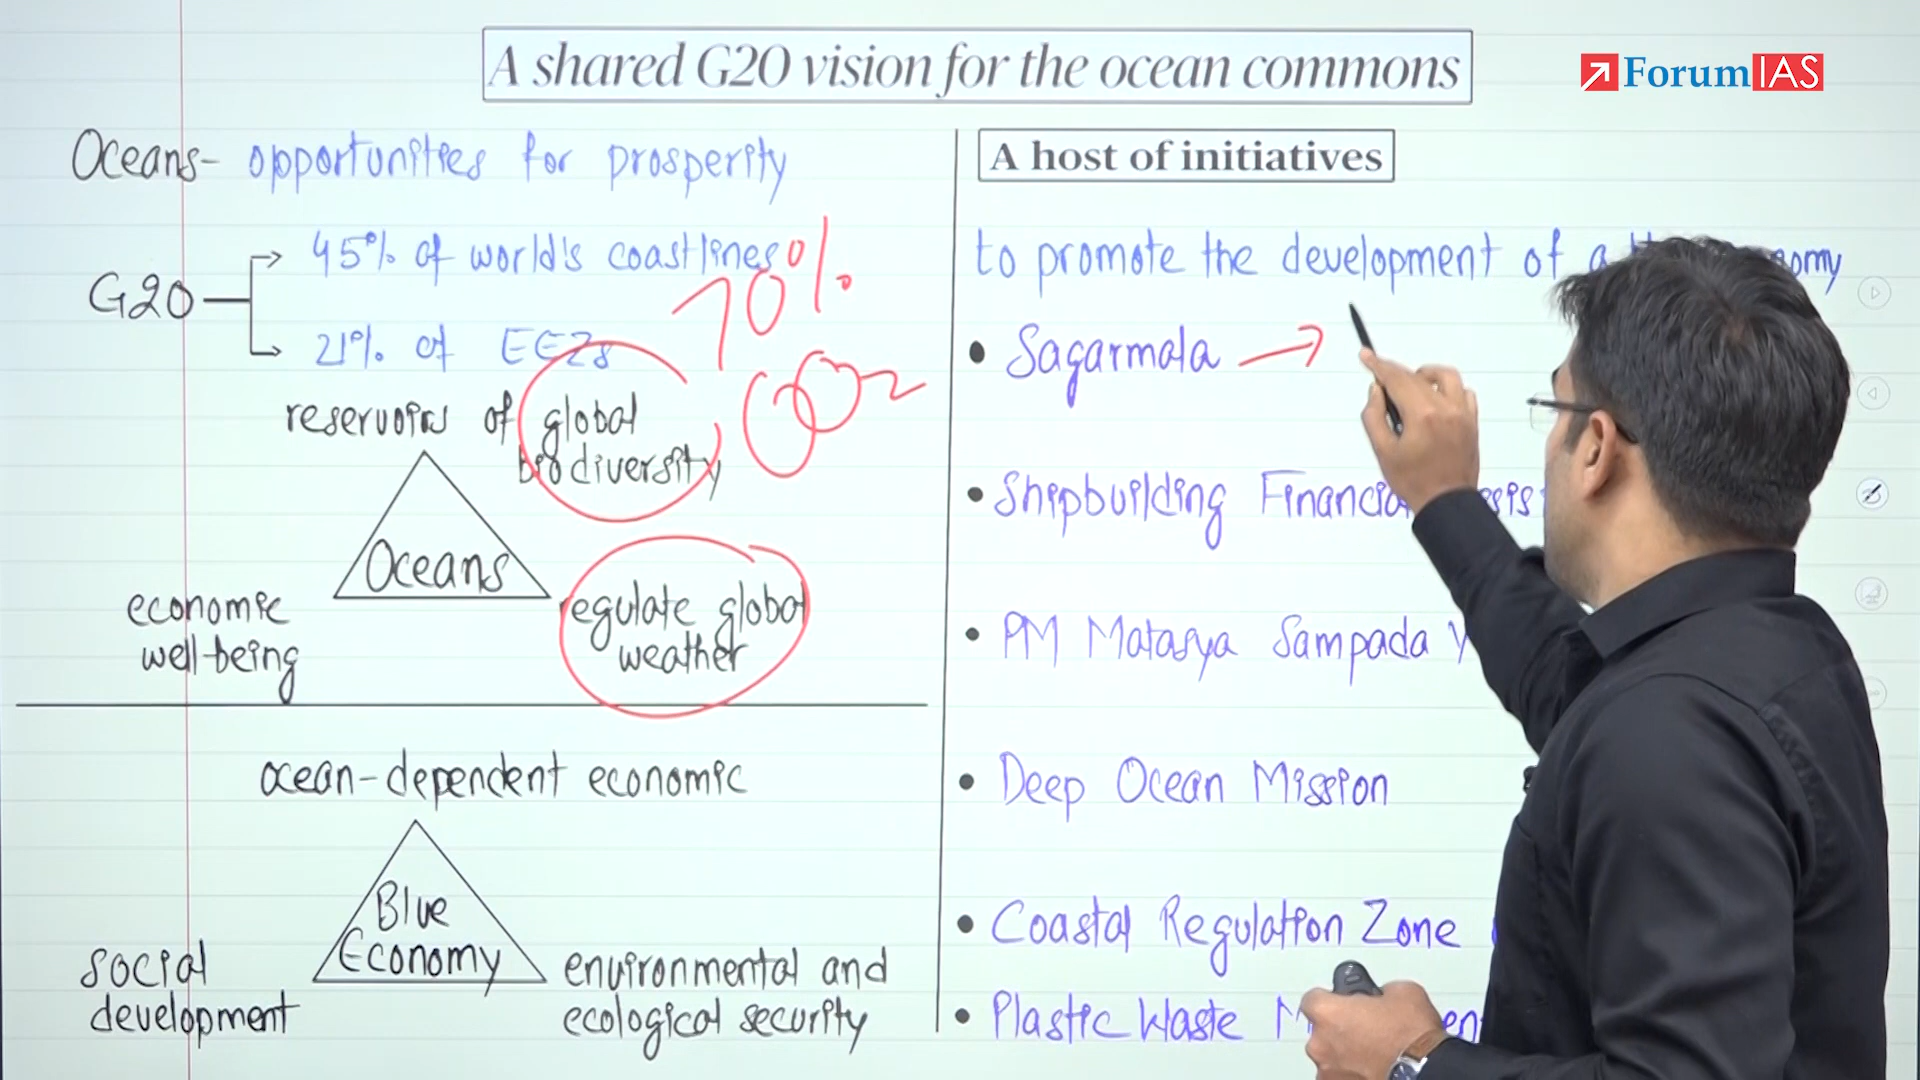 A shared G20 vision for the ocean commons
ForumIAS
Oceans- opportunities for prosperity
G20
45% of world's coastlines
21% of EEZs
70%
CO2
reservoirs of global
biodiversity
Oceans
economic
well-being
regulate global
weather
ocean-dependent economic
Blue
Economy
social
development
environmental and
ecological security
A host of initiatives
to promote the development of a
• Sagarmala →
• Shipbuilding
• PM Matasya Sampada Y
• Deep Ocean Mission
• Coastal Regulation Zone
• Plastic Waste